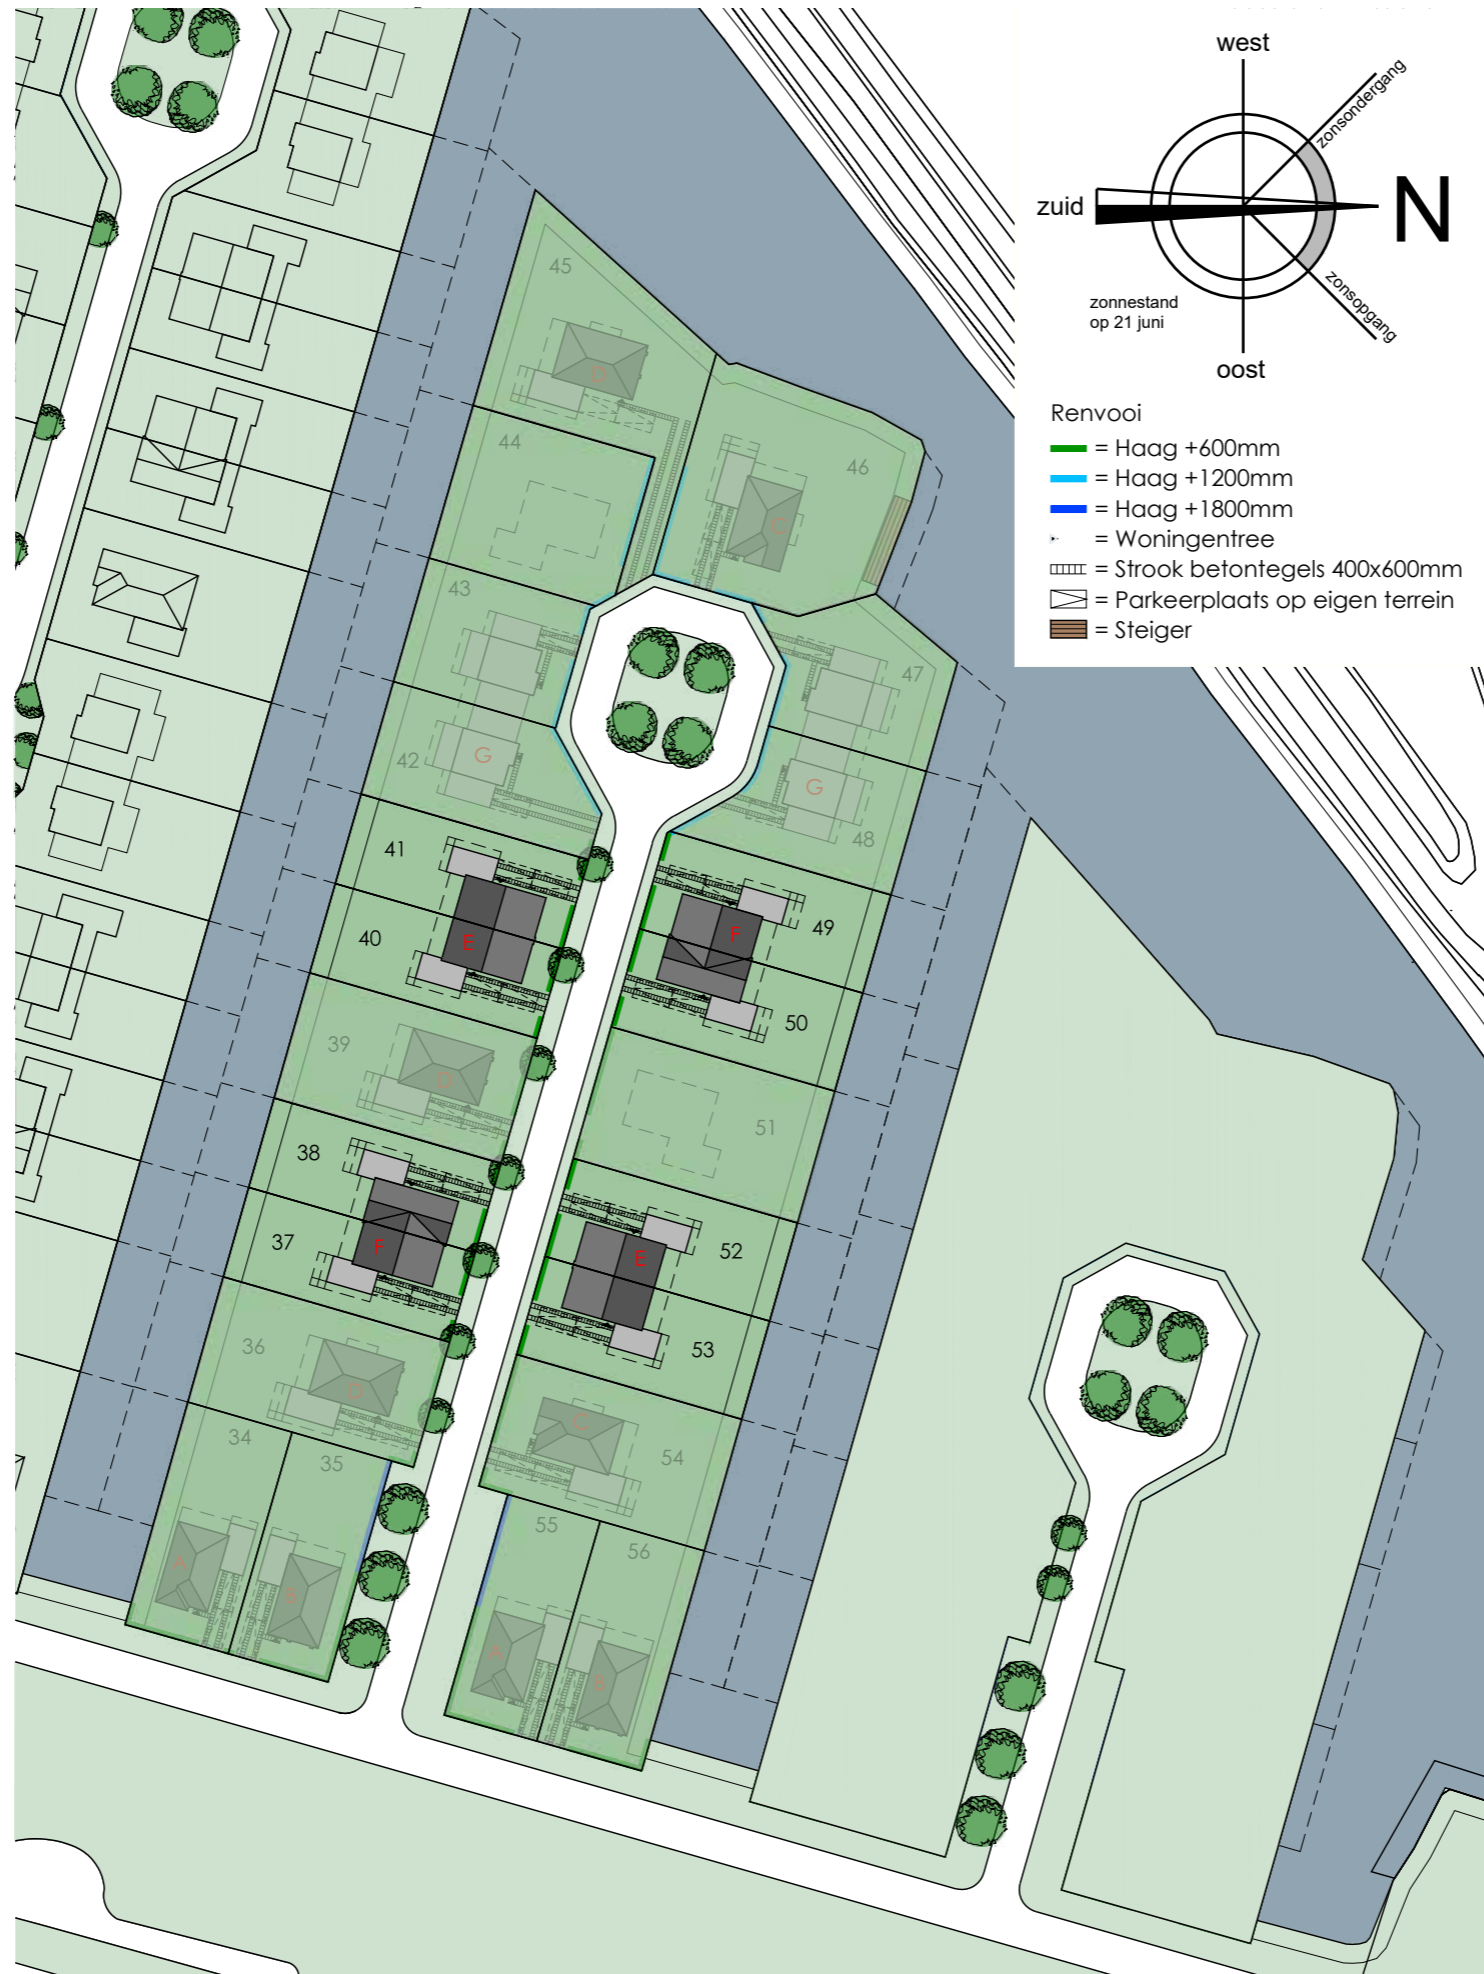 west
zonsondergang
zuid
N
zonsopgang
zonnestand
op 21 juni
oost
Renvooi
= Haag +600mm
= Haag +1200mm
= Haag +1800mm
= Woningentree
= Strook betontegels 400x600mm
= Parkeerplaats op eigen terrein
= Steiger
45
D
44
46
C
43
47
42
G
G
48
41
40
E
F
49
50
39
D
51
38
37
F
E
52
53
36
D
C
54
34
35
55
56
A
B
A
B